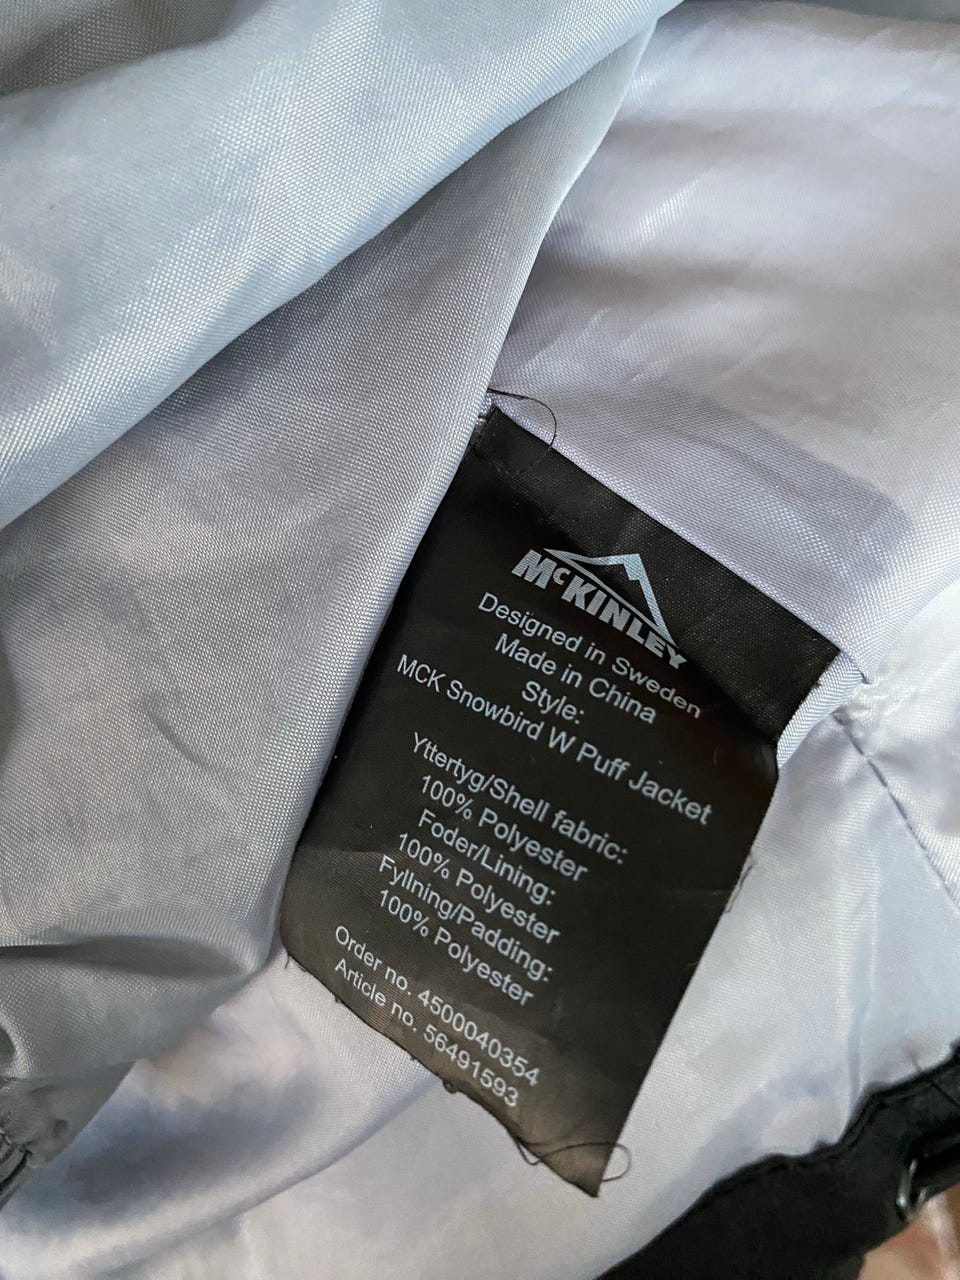 McKINLEY
Designed in Sweden
Made in China
Style:
MCK Snowbird W Puff Jacket
Yttertyg/Shell fabric:
100% Polyester
Foder/Lining:
100% Polyester
Fyllning/Padding:
100% Polyester
Order no. 4500040354
Article no. 56491593